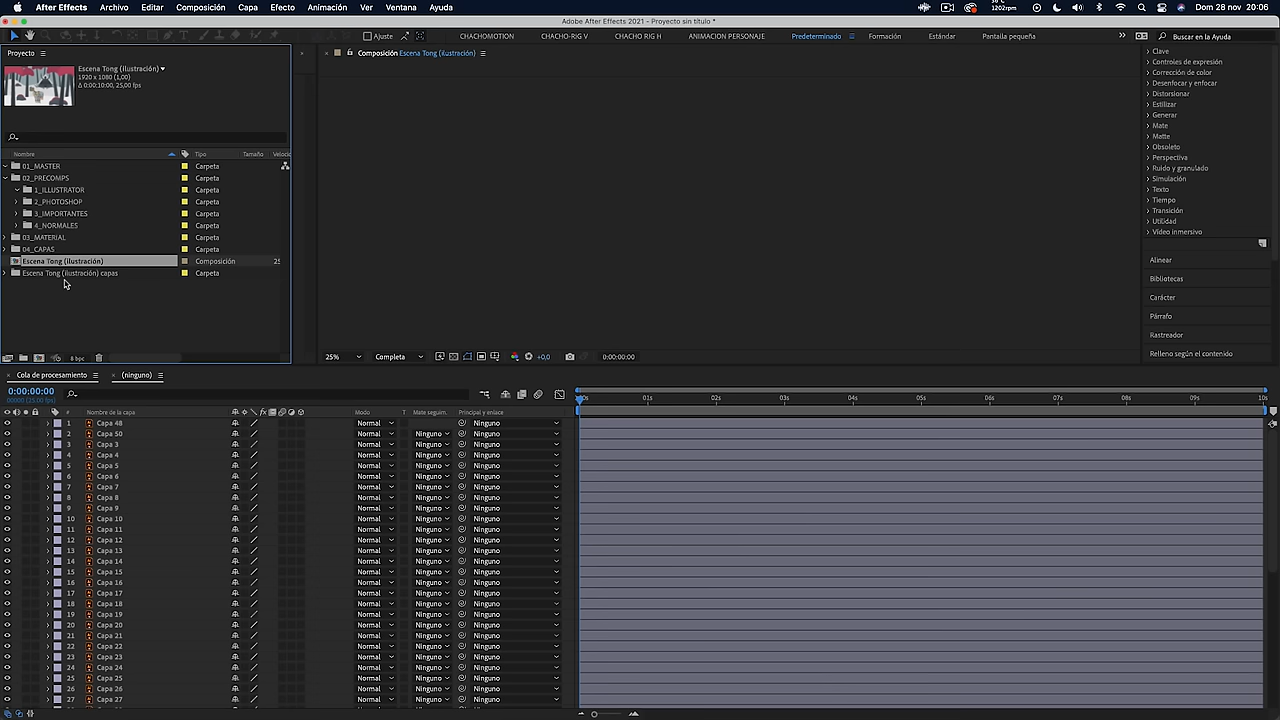 After Effects Archivo Editar Composición Capa Efecto Animación Ver Ventana Ayuda
1202rpm
Dom 28 nov 20:06
Adobe After Effects 2021 - Proyecto sin título *
Ajuste
CHACHOMOTION CHACHO-RIG V CHACHO RIG H ANIMACION PERSONAJE Predeterminado Formación Estándar Pantalla pequeña
Buscar en la Ayuda
Proyecto
Composición Escena Tong (ilustración)
Escena Tong (ilustración)
1920 x 1080 (1,00)
Δ 0:00:10:00, 25,00 fps
Nombre Tipo Tamaño Velocic
01_MASTER Carpeta
02_PRECOMPS Carpeta
1_ILLUSTRATOR Carpeta
2_PHOTOSHOP Carpeta
3_IMPORTANTES Carpeta
4_NORMALES Carpeta
03_MATERIAL Carpeta
04_CAPAS Carpeta
Escena Tong (ilustración) Composición 25
Escena Tong (ilustración) capas Carpeta
8 bpc
25% Completa +0,0 0:00:00:00
Clave
Controles de expresión
Corrección de color
Desenfocar y enfocar
Distorsionar
Estilizar
Generar
Mate
Matte
Obsoleto
Perspectiva
Ruido y granulado
Simulación
Texto
Tiempo
Transición
Utilidad
Vídeo inmersivo
Alinear
Bibliotecas
Carácter
Párrafo
Rastreador
Relleno según el contenido
Cola de procesamiento (ninguno)
0:00:00:00
00000 (25.00 fps)
01s 02s 03s 04s 05s 06s 07s 08s 09s 10s
# Nombre de la capa fx Modo T Mate seguim. Principal y enlace
1 Capa 48 Normal Ninguno
2 Capa 50 Normal Ninguno Ninguno
3 Capa 3 Normal Ninguno Ninguno
4 Capa 4 Normal Ninguno Ninguno
5 Capa 5 Normal Ninguno Ninguno
6 Capa 6 Normal Ninguno Ninguno
7 Capa 7 Normal Ninguno Ninguno
8 Capa 8 Normal Ninguno Ninguno
9 Capa 9 Normal Ninguno Ninguno
10 Capa 10 Normal Ninguno Ninguno
11 Capa 11 Normal Ninguno Ninguno
12 Capa 12 Normal Ninguno Ninguno
13 Capa 13 Normal Ninguno Ninguno
14 Capa 14 Normal Ninguno Ninguno
15 Capa 15 Normal Ninguno Ninguno
16 Capa 16 Normal Ninguno Ninguno
17 Capa 17 Normal Ninguno Ninguno
18 Capa 18 Normal Ninguno Ninguno
19 Capa 19 Normal Ninguno Ninguno
20 Capa 20 Normal Ninguno Ninguno
21 Capa 21 Normal Ninguno Ninguno
22 Capa 22 Normal Ninguno Ninguno
23 Capa 23 Normal Ninguno Ninguno
24 Capa 24 Normal Ninguno Ninguno
25 Capa 25 Normal Ninguno Ninguno
26 Capa 26 Normal Ninguno Ninguno
27 Capa 27 Normal Ninguno Ninguno